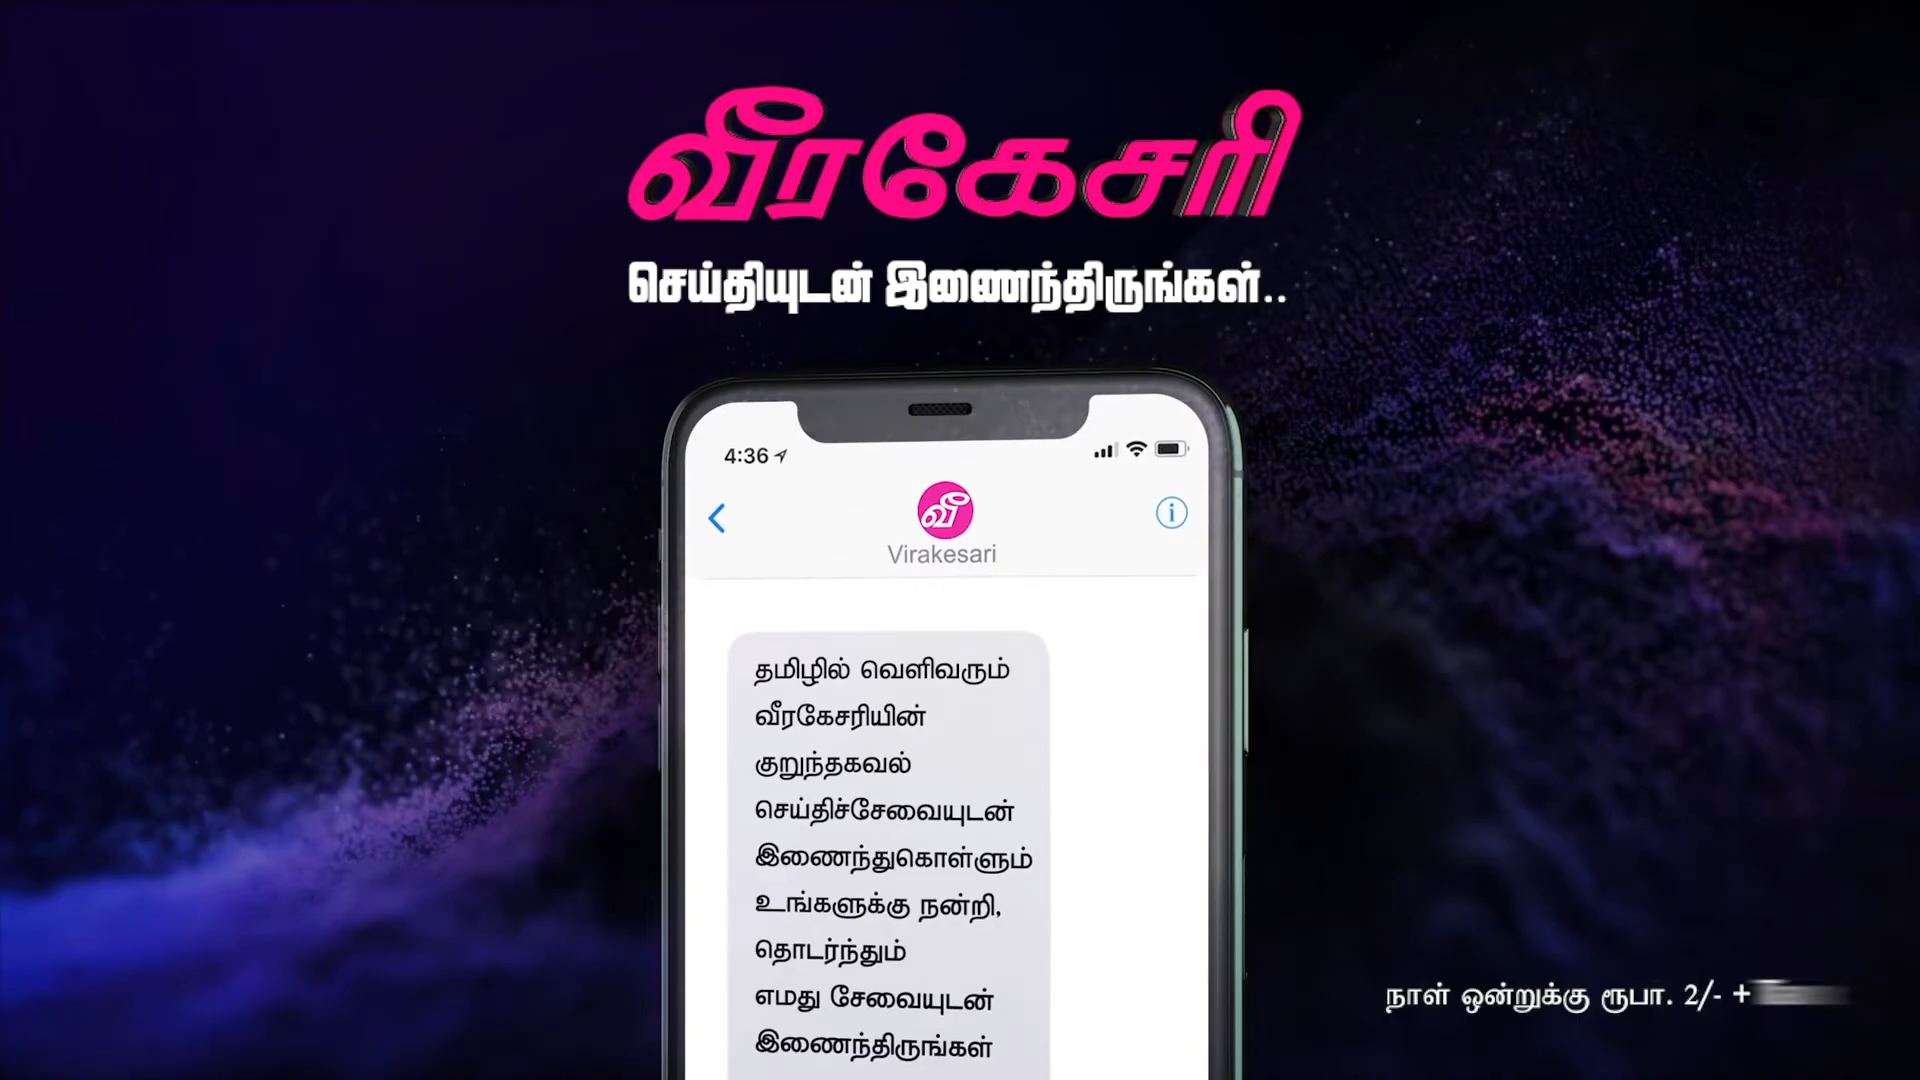 வீரகேசரி
செய்தியுடன் இணைந்திருங்கள்..
4:36
வீ
Virakesari
தமிழில் வெளிவரும்
வீரகேசரியின்
குறுந்தகவல்
செய்திச்சேவையுடன்
இணைந்துகொள்ளும்
உங்களுக்கு நன்றி,
தொடர்ந்தும்
எமது சேவையுடன்
இணைந்திருங்கள்
நாள் ஒன்றுக்கு ரூபா. 2/- +